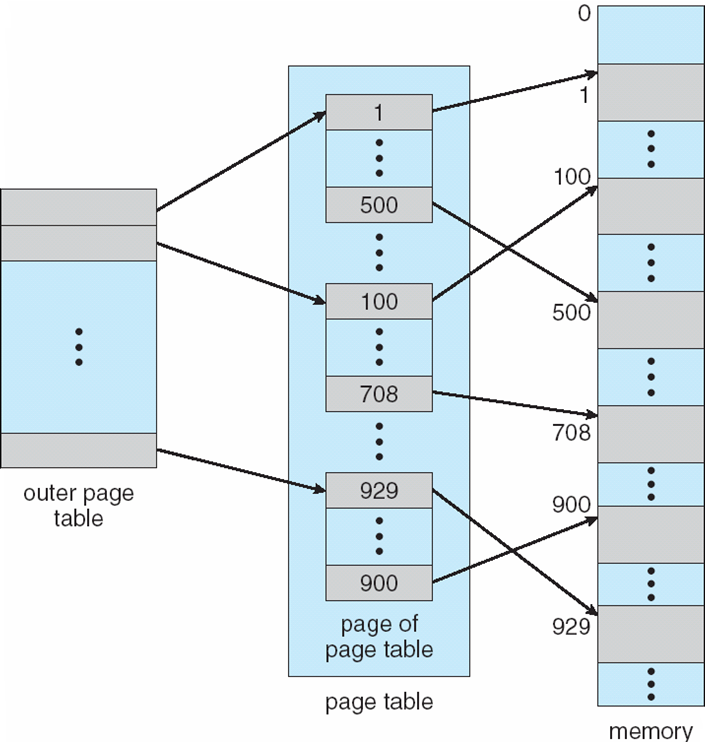 outer page
table
1
500
100
708
929
900
page of
page table
page table
0
1
100
500
708
900
929
memory